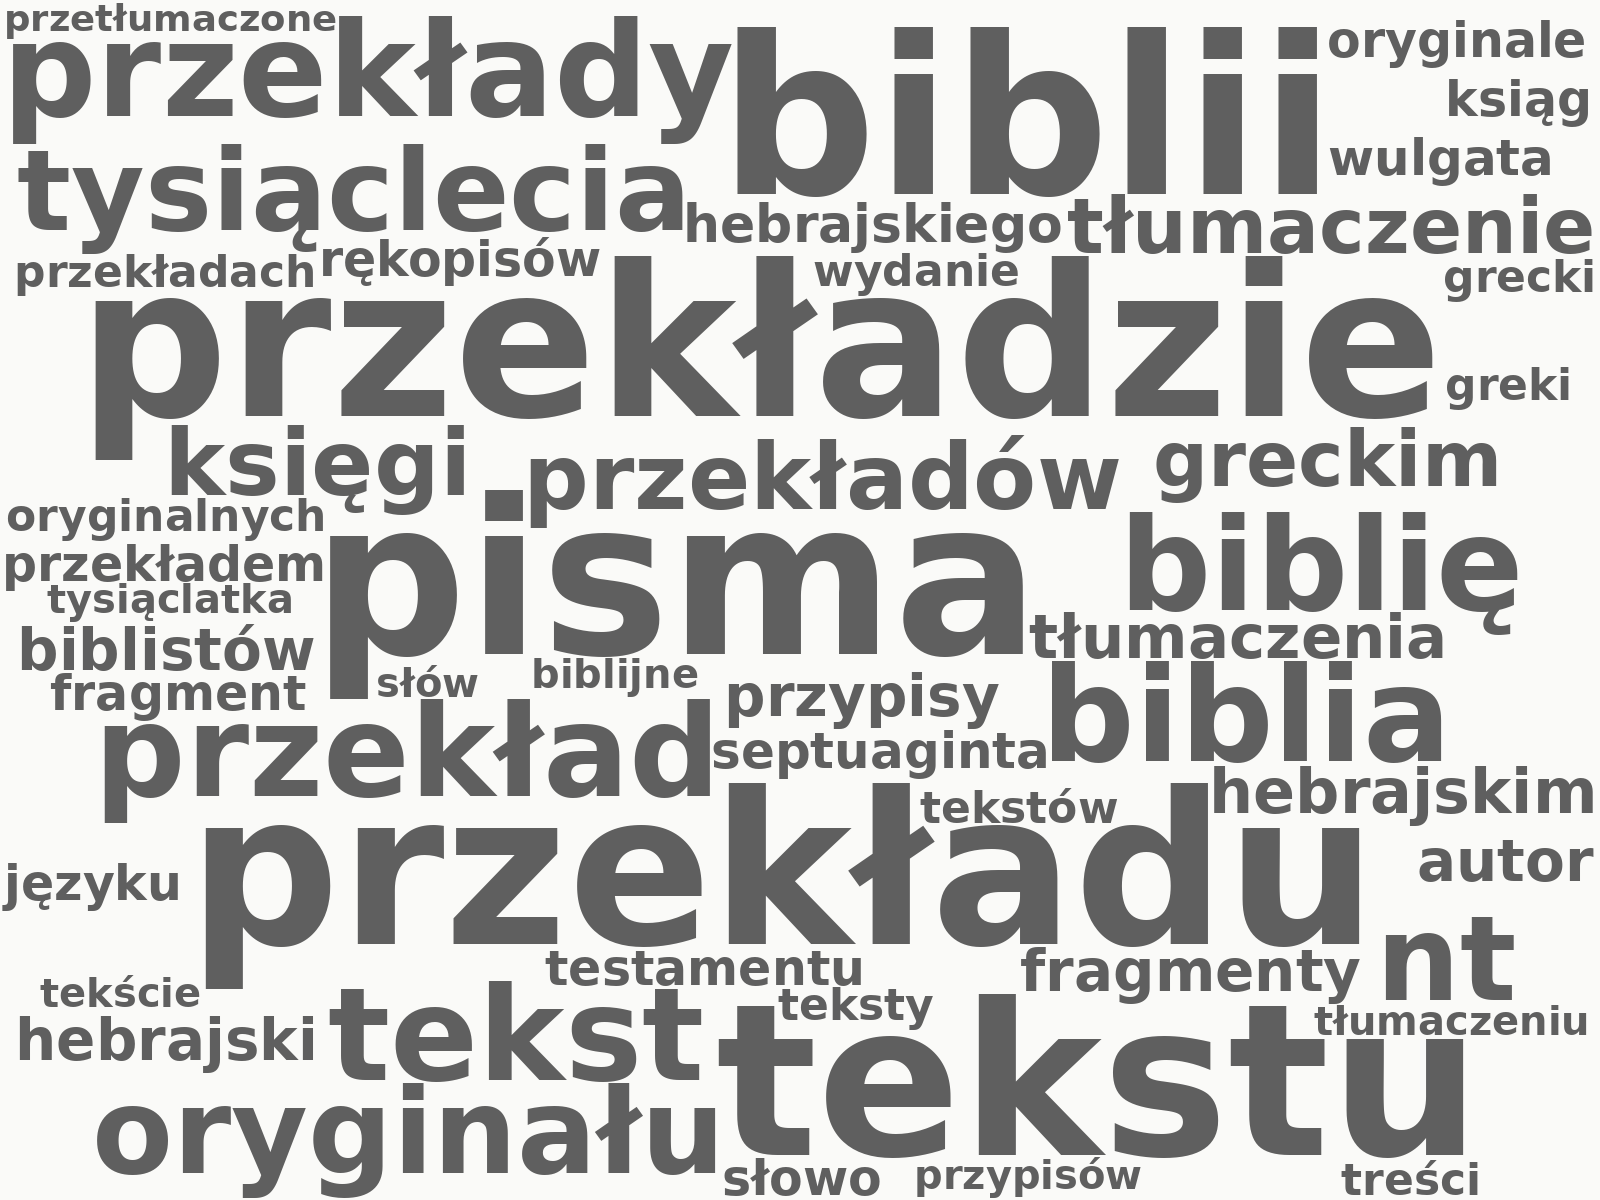 przetłumaczone
przekłady
biblii
oryginale
ksiąg
wulgata
tysiąclecia
hebrajskiego
tłumaczenie
przekładach
rękopisów
wydanie
grecki
przekładzie
greki
księgi
przekładów
greckim
oryginalnych
pisma
biblię
przekładem
tysiąclatka
biblistów
tłumaczenia
fragment
słów
biblijne
przypisy
biblia
przekład
septuaginta
hebrajskim
tekstów
przekładu
autor
języku
nt
testamentu
fragmenty
tekście
teksty
tłumaczeniu
hebrajski
tekst
tekstu
oryginału
słowo
przypisów
treści